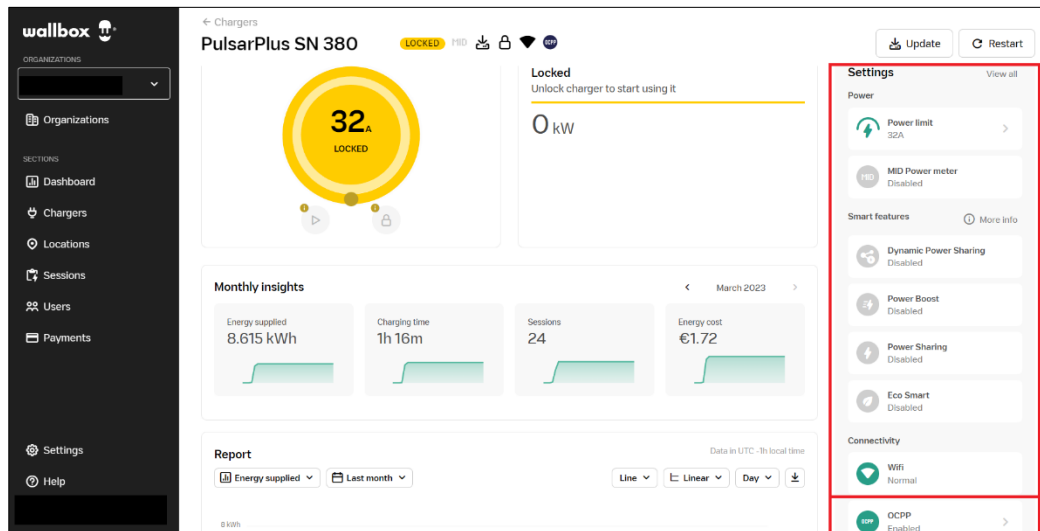 wallbox
ORGANIZATIONS
Organizations
SECTIONS
Dashboard
Chargers
Locations
Sessions
Users
Payments
Settings
Help
← Chargers
PulsarPlus SN 380
LOCKED MID OCPP
Update
Restart
32A
LOCKED
Locked
Unlock charger to start using it
0 kW
Monthly insights
March 2023
Energy supplied
8.615 kWh
Charging time
1h 16m
Sessions
24
Energy cost
€1.72
Report
Data in UTC -1h local time
Energy supplied
Last month
Line
Linear
Day
8 kWh
Settings
View all
Power
Power limit
32A
MID
MID Power meter
Disabled
Smart features
More info
Dynamic Power Sharing
Disabled
Power Boost
Disabled
Power Sharing
Disabled
Eco Smart
Disabled
Connectivity
Wifi
Normal
OCPP
OCPP
Enabled